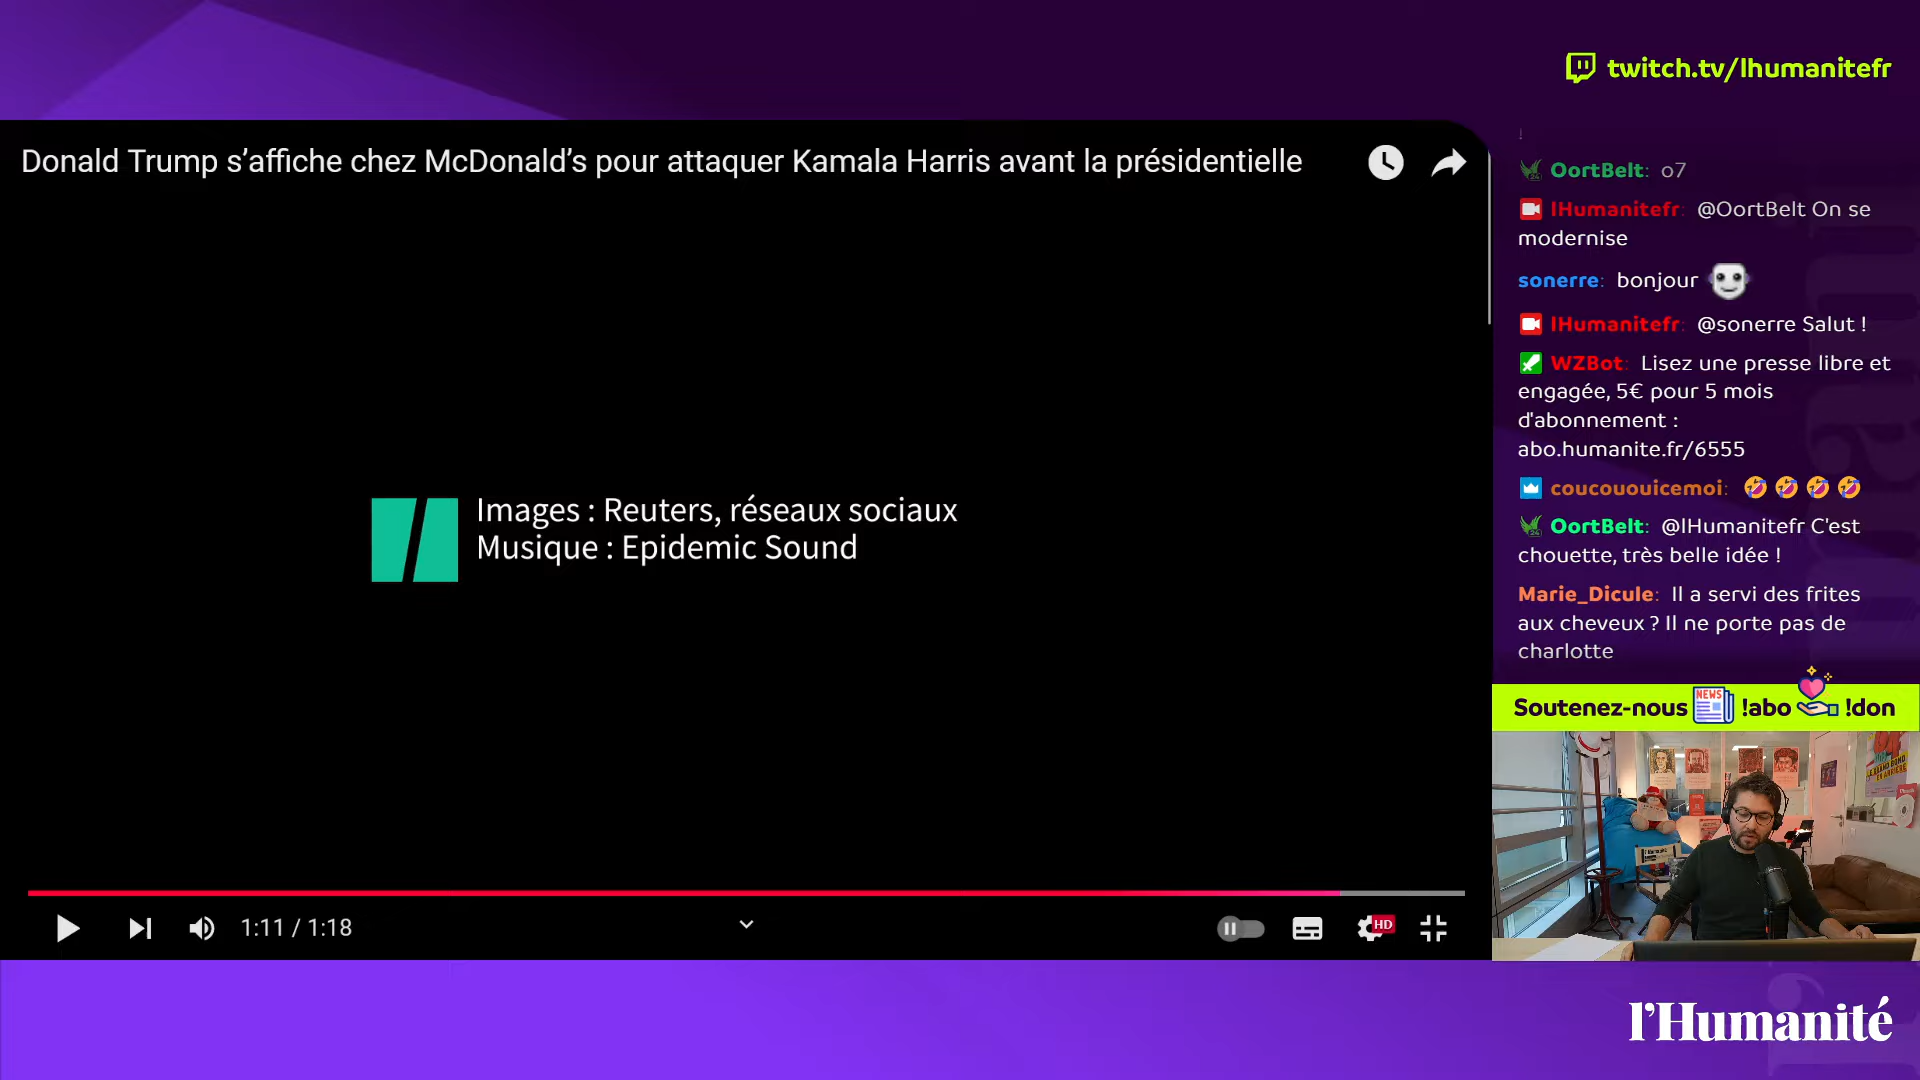 twitch.tv/lhumanitefr
Donald Trump s’affiche chez McDonald’s pour attaquer Kamala Harris avant la présidentielle
!
OortBelt: o7
lHumanitefr: @OortBelt On se
modernise
sonerre: bonjour
lHumanitefr: @sonerre Salut !
WZBot: Lisez une presse libre et
engagée, 5€ pour 5 mois
d'abonnement :
abo.humanite.fr/6555
coucououicemoi:
OortBelt: @lHumanitefr C'est
chouette, très belle idée !
Marie_Dicule: Il a servi des frites
aux cheveux ? Il ne porte pas de
charlotte
Images : Reuters, réseaux sociaux
Musique : Epidemic Sound
Soutenez-nous NEWS !abo !don
l'Humanité
1:11 / 1:18
HD
l'Humanité